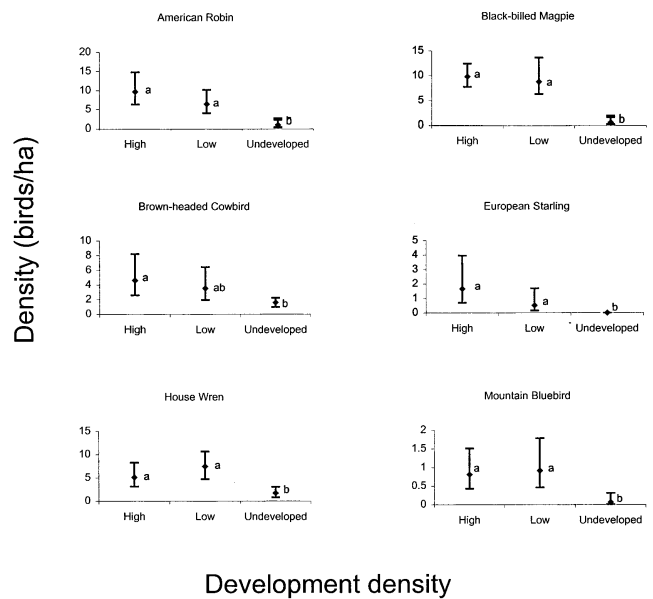 American Robin
20
15
10
5
0
a
a
b
High Low Undeveloped
Black-billed Magpie
15
10
5
0
a
a
b
High Low Undeveloped
Brown-headed Cowbird
10
8
6
4
2
0
a
ab
b
High Low Undeveloped
European Starling
5
4
3
2
1
0
a
a
b
High Low Undeveloped
House Wren
15
10
5
0
a
a
b
High Low Undeveloped
Mountain Bluebird
2
1.5
1
0.5
0
a
a
b
High Low Undeveloped
Density (birds/ha)
Development density